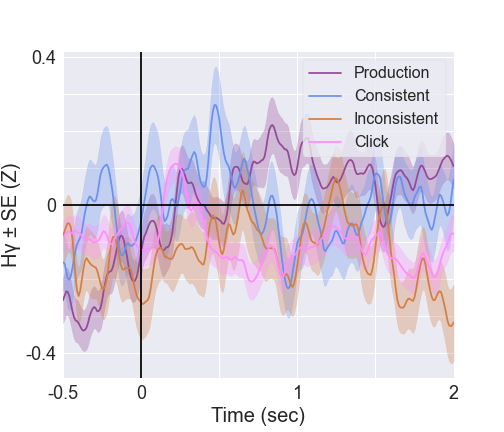 Production
Consistent
Inconsistent
Click
0.4
0
-0.4
Hγ ± SE (Z)
-0.5
0
1
2
Time (sec)